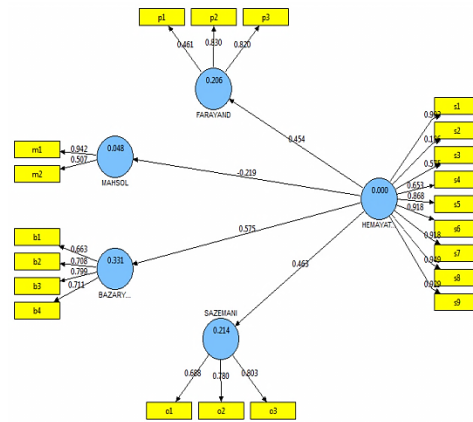 p1 p2 p3
0.461 0.830 0.820
0.206
FARAYAND
s1
s2
s3
s4
s5
s6
s7
s8
s9
0.575
0.653
0.868
0.918
0.918
0.949
0.000
HEMAYAT...
0.454
-0.219
0.575
0.463
m1
m2
0.942
0.507
0.048
MAHSOL
b1
b2
b3
b4
0.663
0.708
0.799
0.711
0.331
BAZARY...
SAZEMANI
0.214
0.688 0.780 0.803
o1 o2 o3